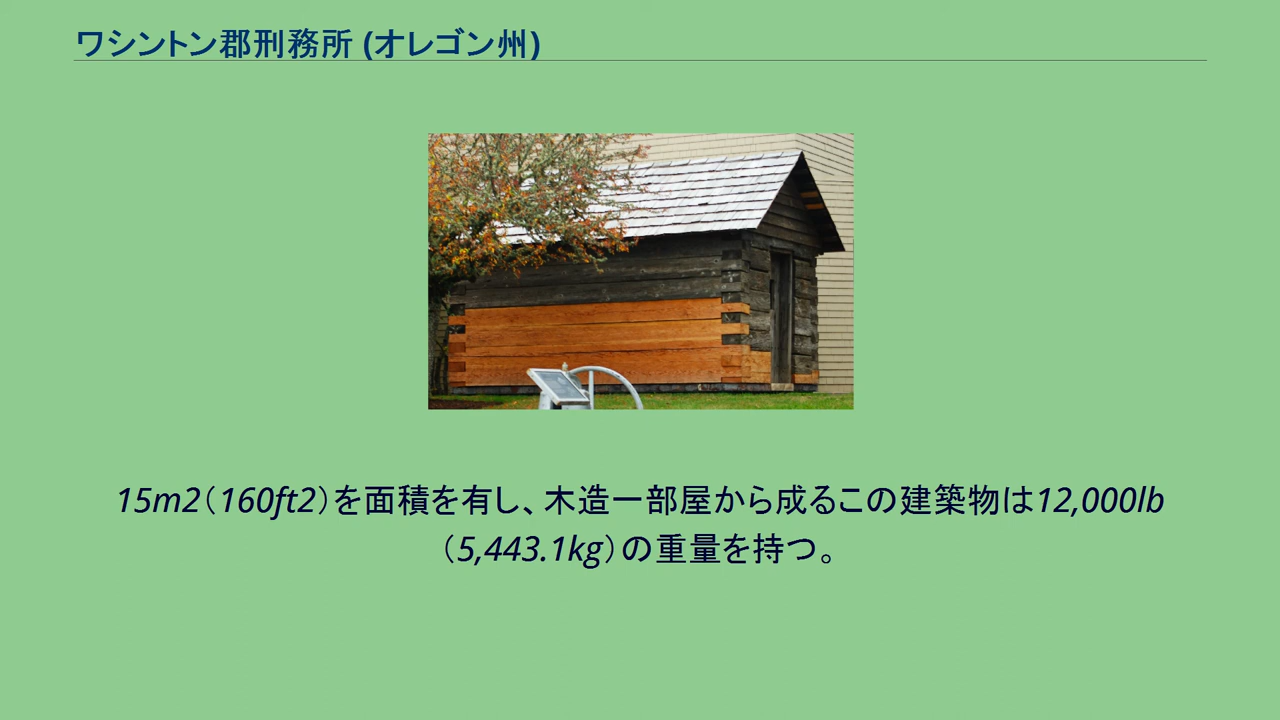 ワシントン郡刑務所 (オレゴン州)
15m2（160ft2）を面積を有し、木造一部屋から成るこの建築物は12,000lb
（5,443.1kg）の重量を持つ。